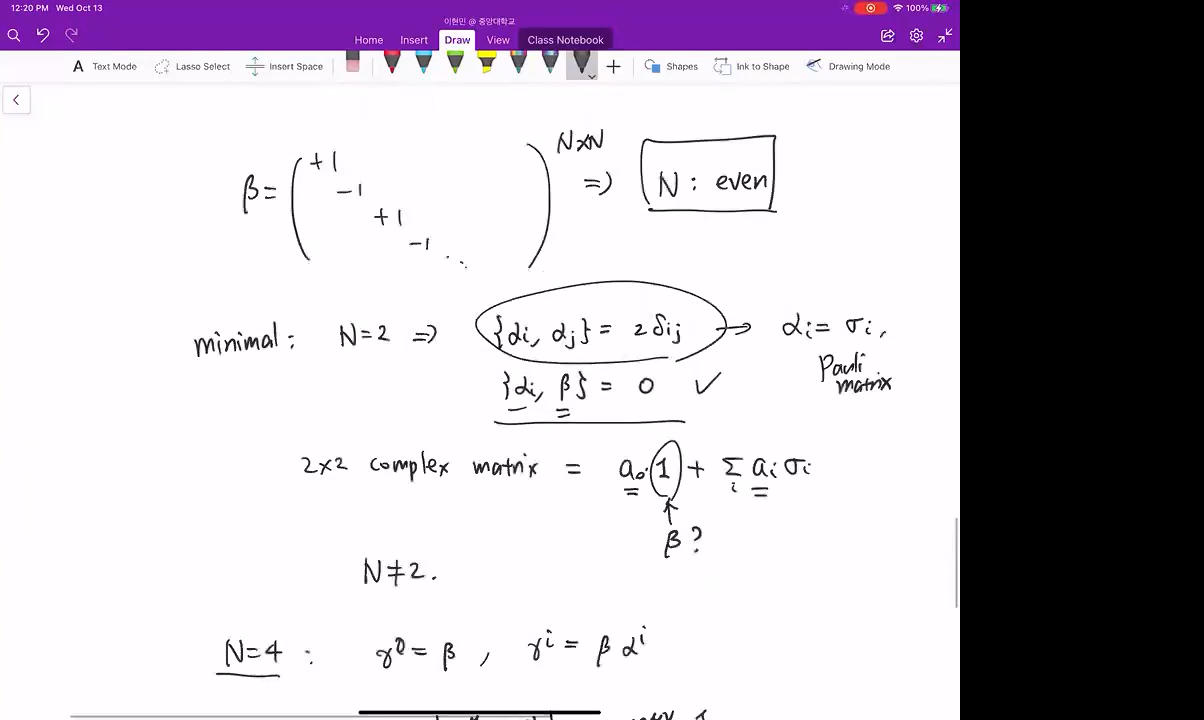 12:20 PM Wed Oct 13
100%
이현민 @ 중앙대학교
Home Insert Draw View Class Notebook
A Text Mode Lasso Select Insert Space Shapes Ink to Shape Drawing Mode
β = ( +1 -1 +1 -1 ⋱ ) N×N ⇒ N : even
minimal : N=2 ⇒ {αi, αj} = 2 δij → αi = σi, Pauli matrix
{αi, β} = 0 ✓
2×2 complex matrix = a₀·1 + Σi ai σi
↑
β ?
N≠2.
N=4 : γ⁰ = β , γⁱ = β αⁱ